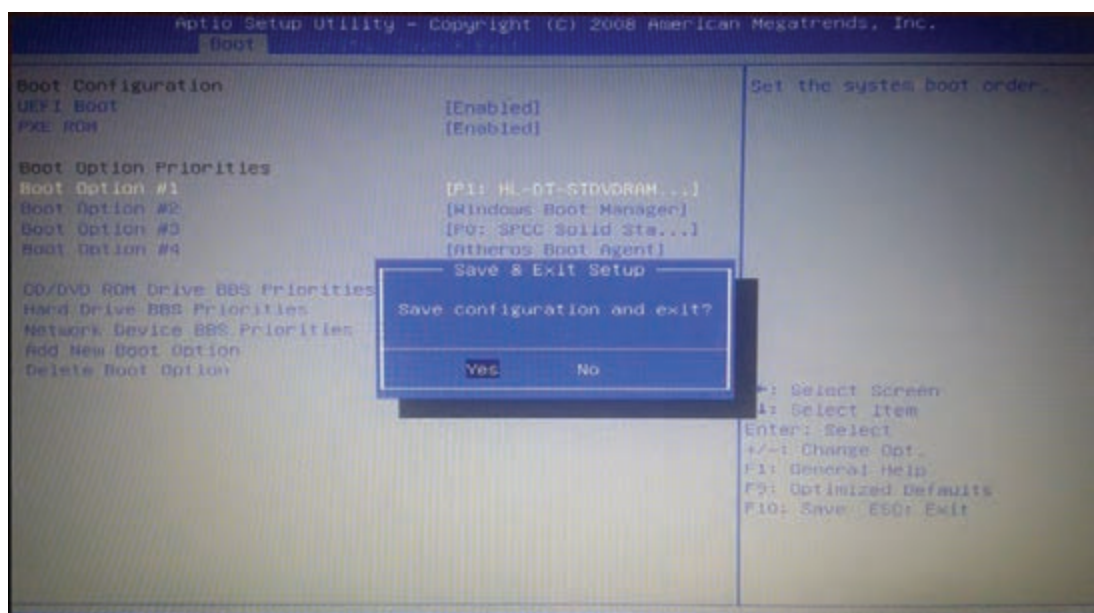 Aptio Setup Utility - Copyright (C) 2008 American Megatrends, Inc.
Boot
Boot Configuration
UEFI Boot [Enabled]
PXE ROM [Enabled]
Boot Option Priorities
Boot Option #1 [P1: HL-DT-STDVDRAM...]
Boot Option #2 [Windows Boot Manager]
Boot Option #3 [P0: SPCC Solid Sta...]
Boot Option #4 [Atheros Boot Agent]
CD/DVD ROM Drive BBS Priorities
Hard Drive BBS Priorities
Network Device BBS Priorities
Add New Boot Option
Delete Boot Option
Save & Exit Setup
Save configuration and exit?
Yes No
Set the system boot order.
←: Select Screen
↓: Select Item
Enter: Select
+/-: Change Opt.
F1: General Help
F9: Optimized Defaults
F10: Save ESC: Exit